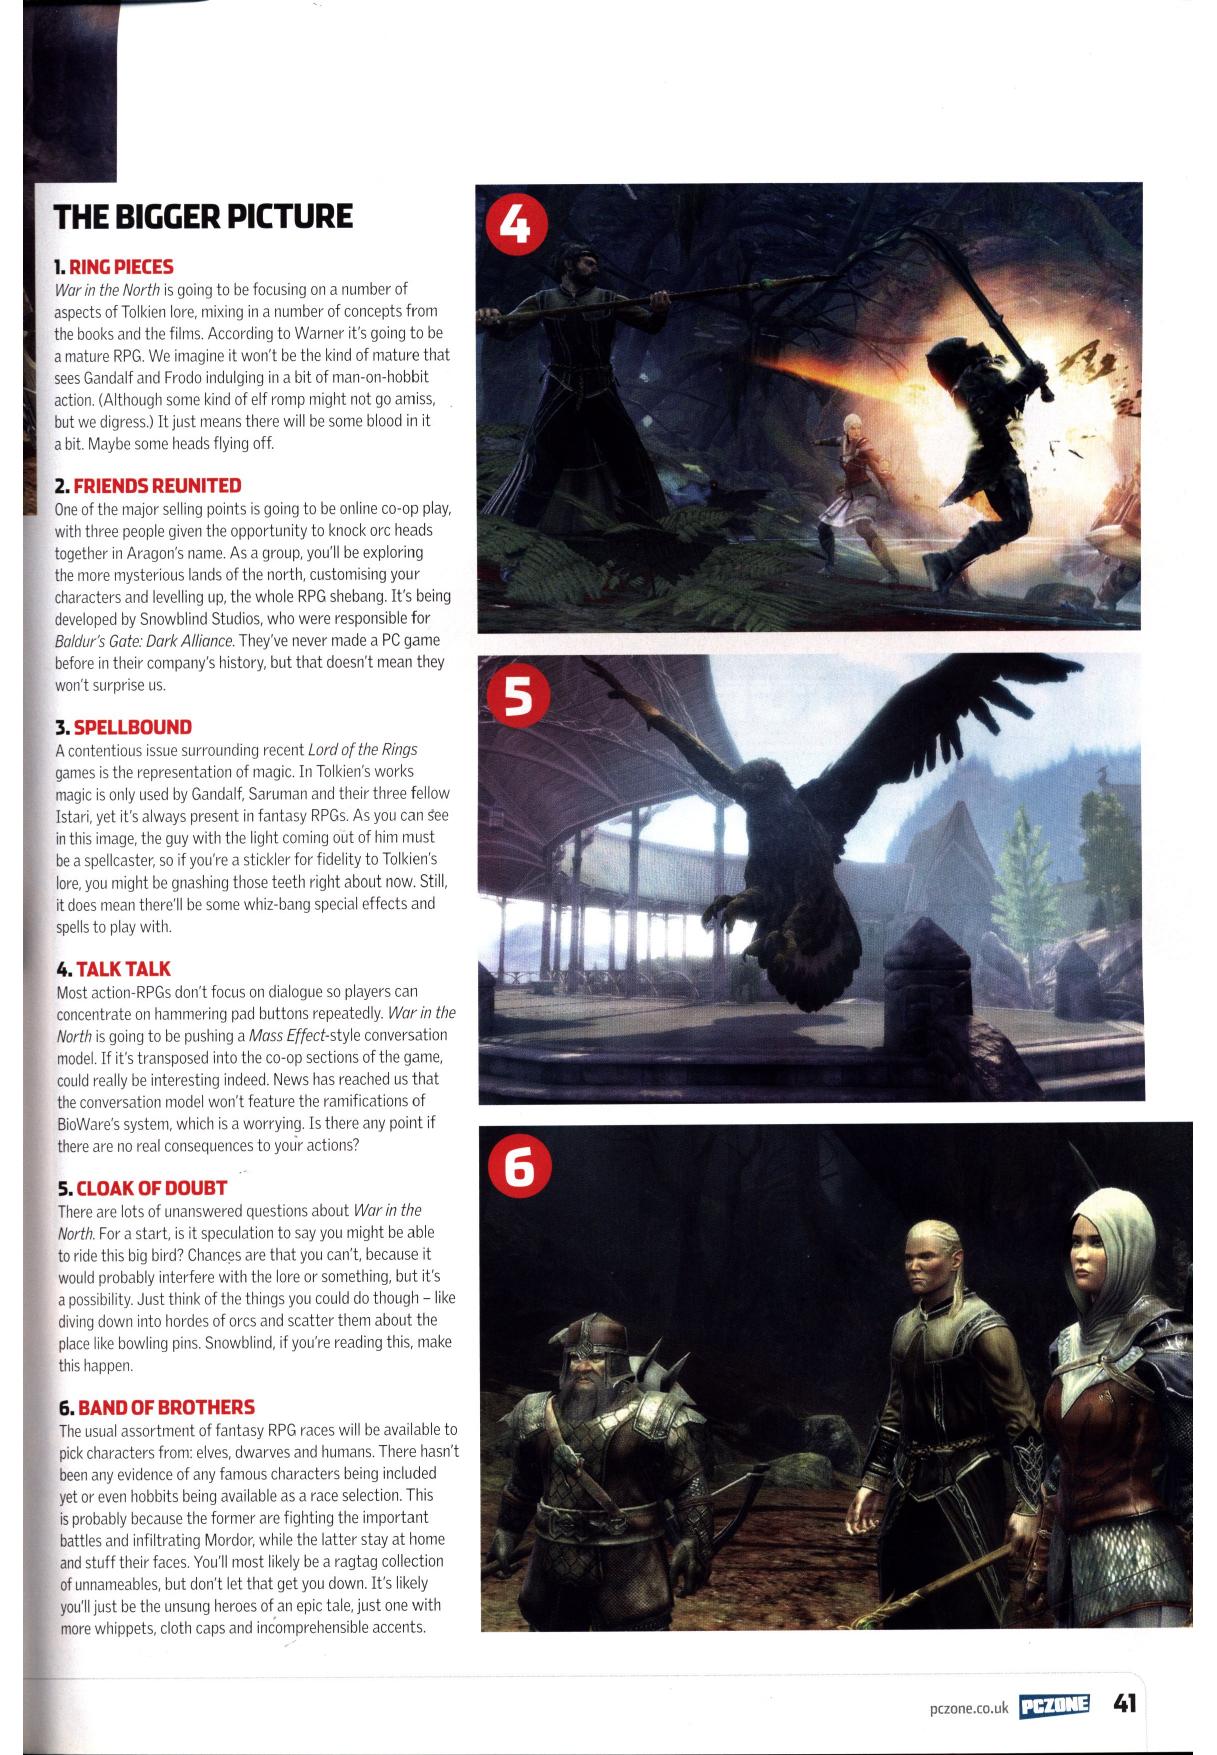 THE BIGGER PICTURE
1. RING PIECES
War in the North is going to be focusing on a number of
aspects of Tolkien lore, mixing in a number of concepts from
the books and the films. According to Warner it's going to be
a mature RPG. We imagine it won't be the kind of mature that
sees Gandalf and Frodo indulging in a bit of man-on-hobbit
action. (Although some kind of elf romp might not go amiss,
but we digress.) It just means there will be some blood in it
a bit. Maybe some heads flying off.
2. FRIENDS REUNITED
One of the major selling points is going to be online co-op play,
with three people given the opportunity to knock orc heads
together in Aragon's name. As a group, you'll be exploring
the more mysterious lands of the north, customising your
characters and levelling up, the whole RPG shebang. It's being
developed by Snowblind Studios, who were responsible for
Baldur's Gate: Dark Alliance. They've never made a PC game
before in their company's history, but that doesn't mean they
won't surprise us.
3. SPELLBOUND
A contentious issue surrounding recent Lord of the Rings
games is the representation of magic. In Tolkien's works
magic is only used by Gandalf, Saruman and their three fellow
Istari, yet it's always present in fantasy RPGs. As you can see
in this image, the guy with the light coming out of him must
be a spellcaster, so if you're a stickler for fidelity to Tolkien's
lore, you might be gnashing those teeth right about now. Still,
it does mean there'll be some whiz-bang special effects and
spells to play with.
4. TALK TALK
Most action-RPGs don't focus on dialogue so players can
concentrate on hammering pad buttons repeatedly. War in the
North is going to be pushing a Mass Effect-style conversation
model. If it's transposed into the co-op sections of the game,
could really be interesting indeed. News has reached us that
the conversation model won't feature the ramifications of
BioWare's system, which is a worrying. Is there any point if
there are no real consequences to your actions?
5. CLOAK OF DOUBT
There are lots of unanswered questions about War in the
North. For a start, is it speculation to say you might be able
to ride this big bird? Chances are that you can't, because it
would probably interfere with the lore or something, but it's
a possibility. Just think of the things you could do though – like
diving down into hordes of orcs and scatter them about the
place like bowling pins. Snowblind, if you're reading this, make
this happen.
6. BAND OF BROTHERS
The usual assortment of fantasy RPG races will be available to
pick characters from: elves, dwarves and humans. There hasn't
been any evidence of any famous characters being included
yet or even hobbits being available as a race selection. This
is probably because the former are fighting the important
battles and infiltrating Mordor, while the latter stay at home
and stuff their faces. You'll most likely be a ragtag collection
of unnameables, but don't let that get you down. It's likely
you'll just be the unsung heroes of an epic tale, just one with
more whippets, cloth caps and incomprehensible accents.
4
5
6
pczone.co.uk PCZONE 41